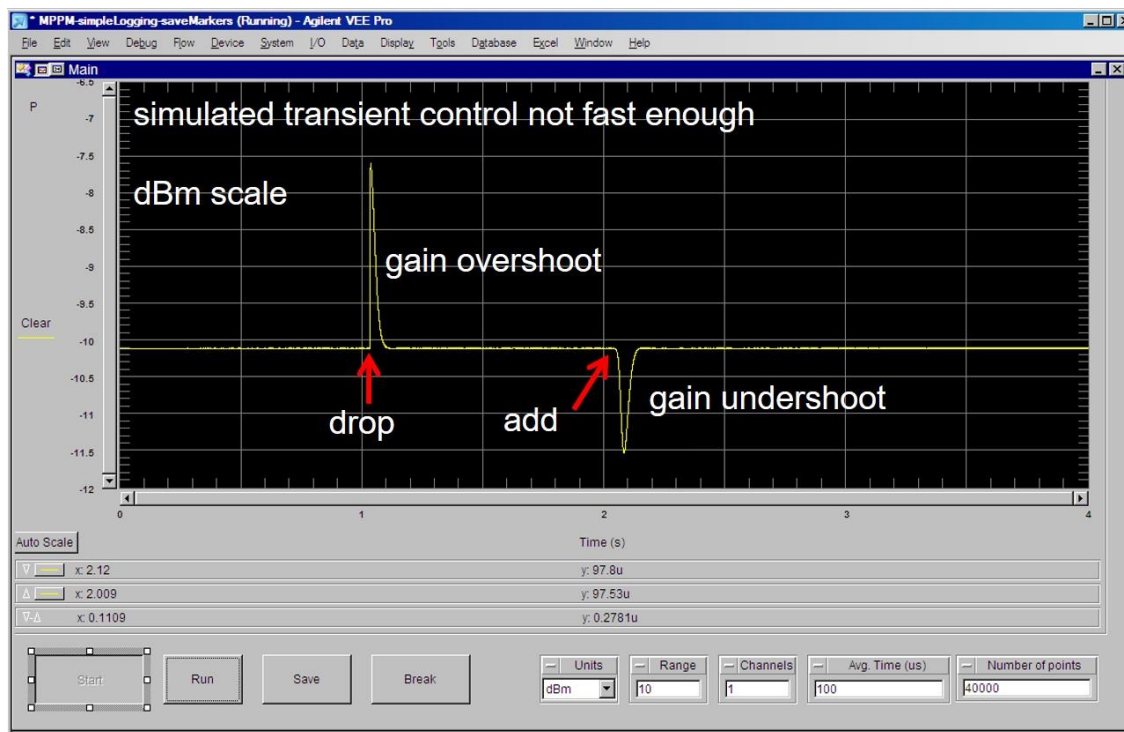 * MPPM-simpleLogging-saveMarkers (Running) - Agilent VEE Pro
File Edit View Debug Flow Device System I/O Data Display Tools Database Excel Window Help
Main
-6.5
P
-7
simulated transient control not fast enough
-7.5
-8
dBm scale
-8.5
-9
gain overshoot
-9.5
Clear
-10
-10.5
gain undershoot
-11
drop
add
-11.5
-12
0 1 2 3 4
Auto Scale
Time (s)
x: 2.12 y: 97.8u
x: 2.009 y: 97.53u
∇-Δ x: 0.1109 y: 0.2781u
Units Range Channels Avg. Time (us) Number of points
Start Run Save Break
dBm 10 1 100 40000